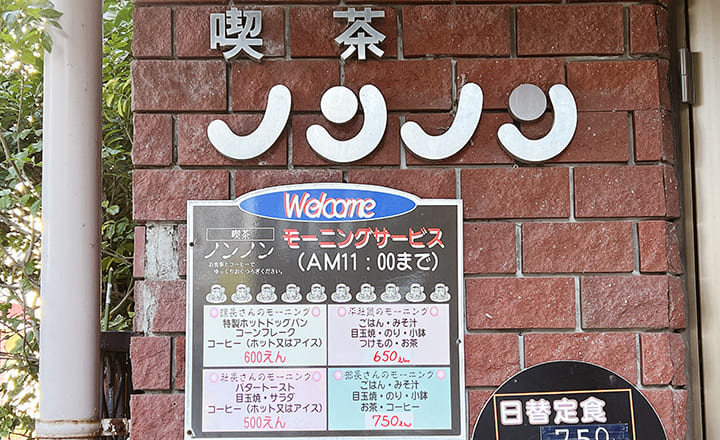 喫茶
ノンノン
Welcome
喫茶
ノンノン
お食事とコーヒーで
ゆっくりおくつろぎください。
モーニングサービス
(AM11：00まで)
課長さんのモーニング
特製ホットドッグパン
コーンフレーク
コーヒー（ホット又はアイス）
600えん
平社員のモーニング
ごはん・みそ汁
目玉焼・のり・小鉢
つけもの・お茶
650えん
社長さんのモーニング
バタートースト
目玉焼・サラダ
コーヒー（ホット又はアイス）
500えん
部長さんのモーニング
ごはん・みそ汁
目玉焼・のり・小鉢
お茶・コーヒー
750えん
日替定食
750